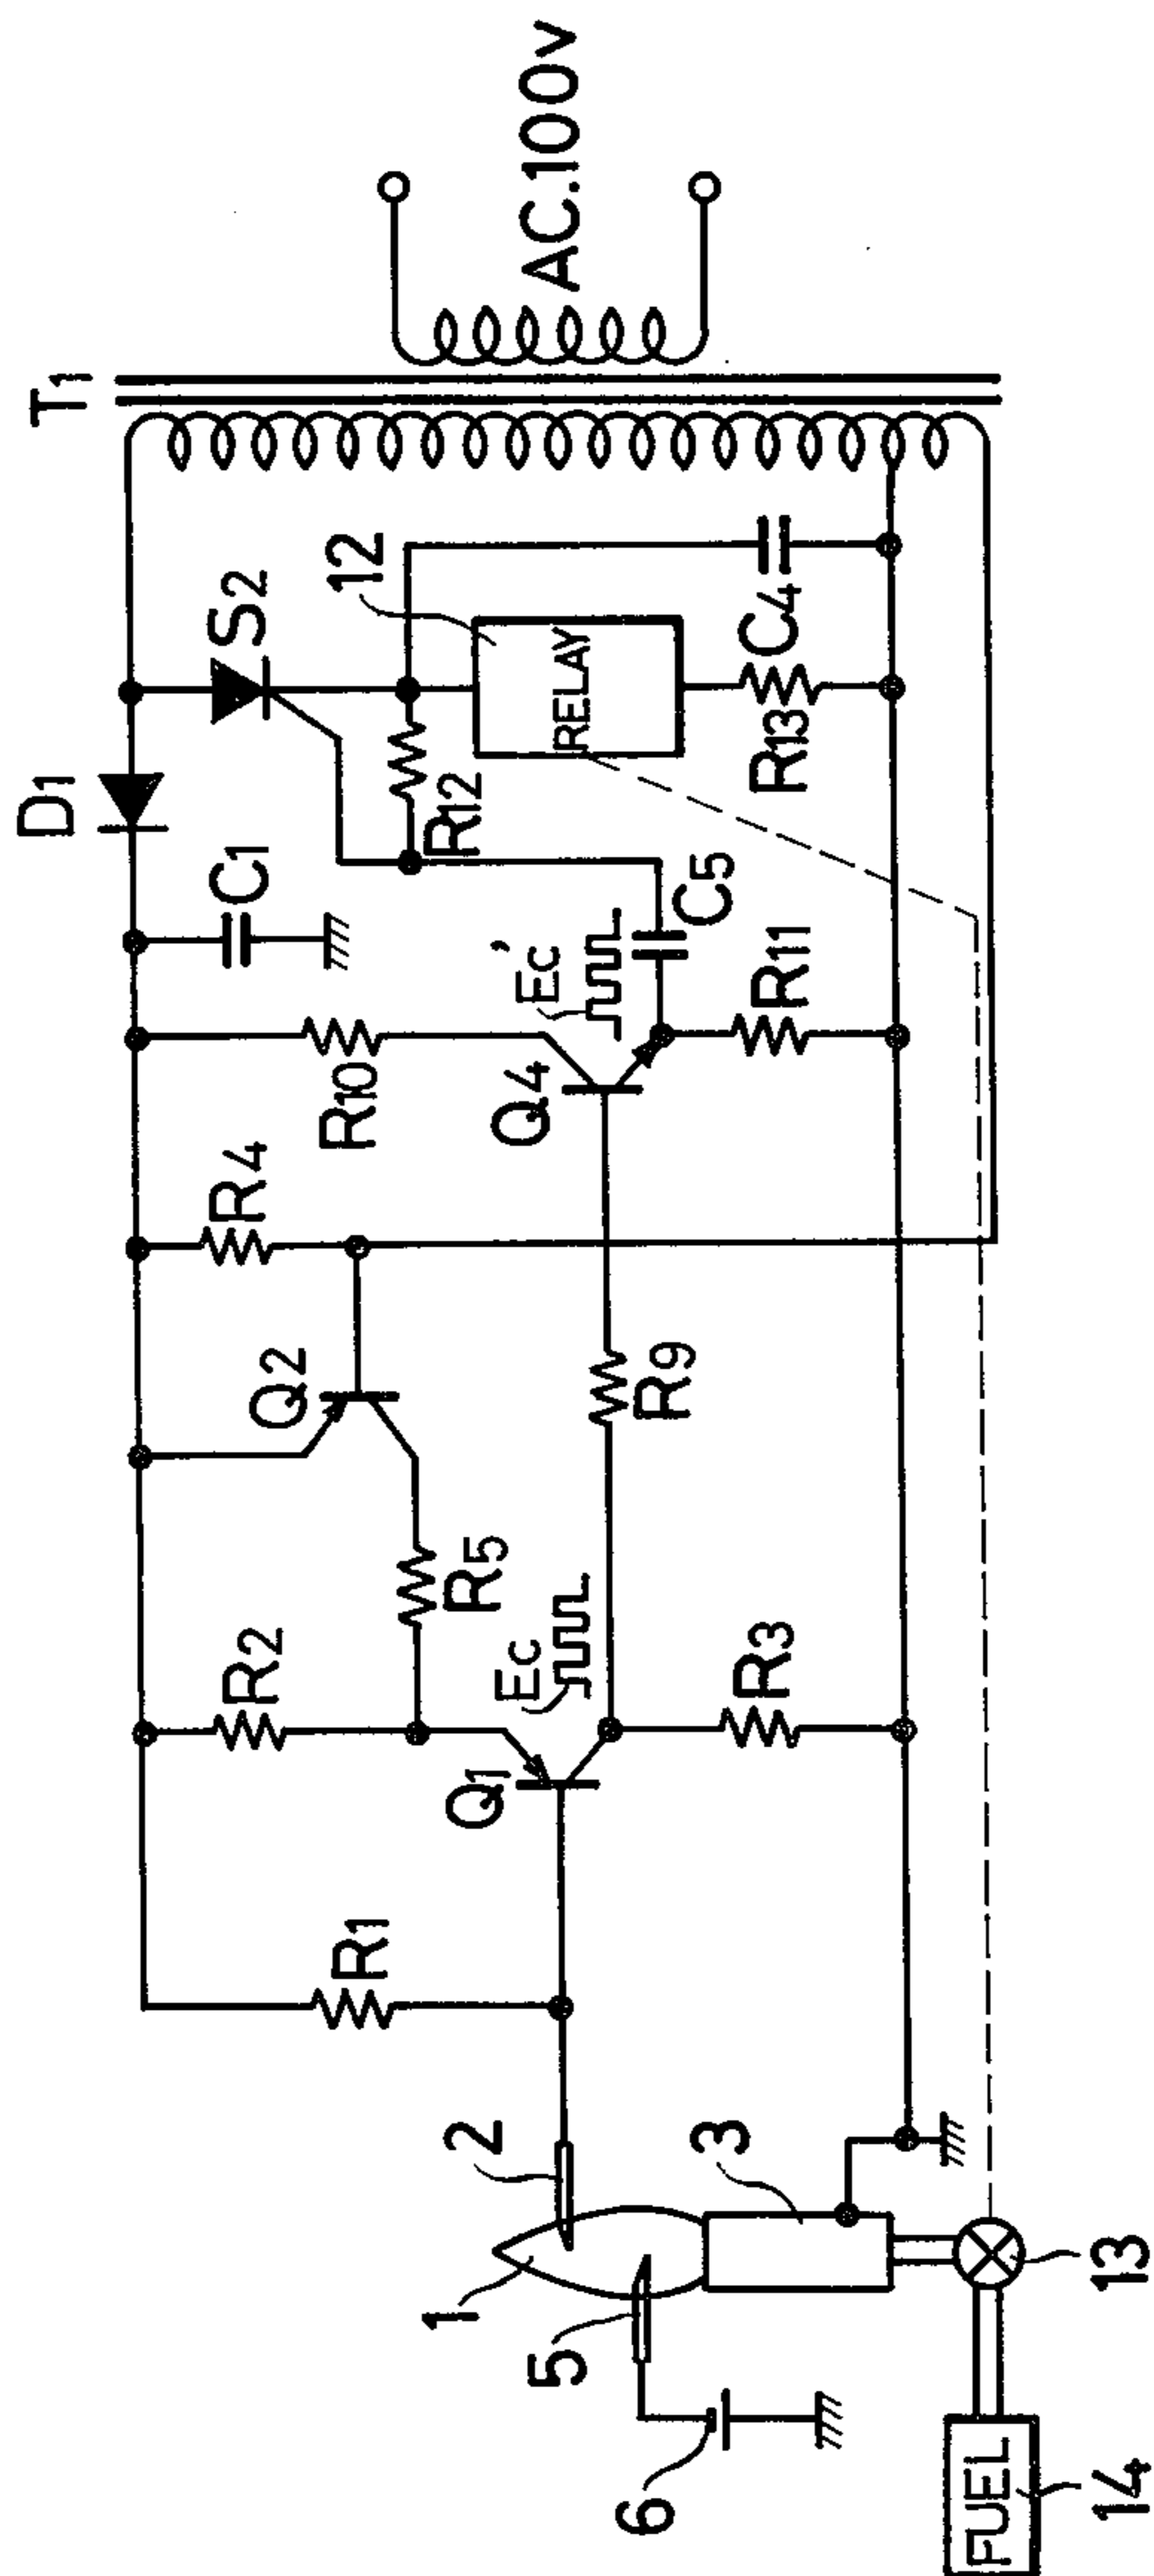 D1
T1
S2
C1
12
RELAY
R12
C4
R13
AC.100v
R10
Ec'
C5
Q4
R11
R4
Q2
R9
R5
R2
Ec
Q1
R3
R1
2
1
3
5
6
13
FUEL
14